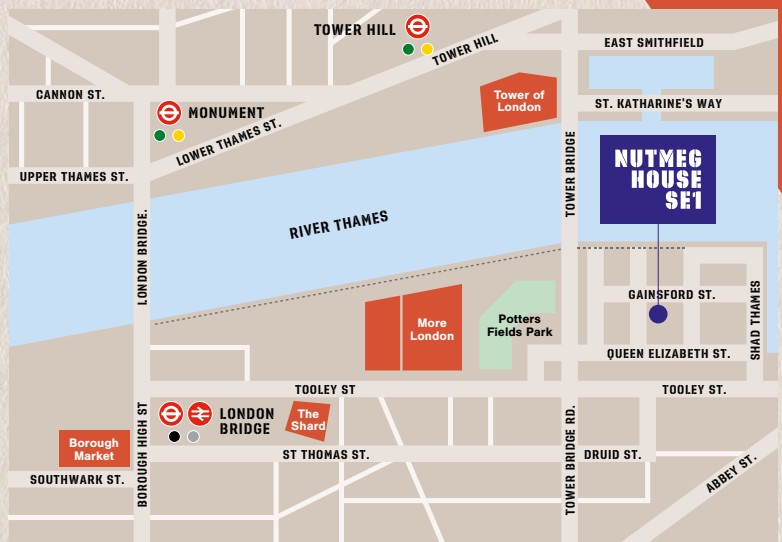 TOWER HILL
TOWER HILL
EAST SMITHFIELD
CANNON ST.
Tower of
London
ST. KATHARINE'S WAY
MONUMENT
LOWER THAMES ST.
UPPER THAMES ST.
TOWER BRIDGE
NUTMEG
HOUSE
SE1
RIVER THAMES
LONDON BRIDGE.
GAINSFORD ST.
SHAD THAMES
More
London
Potters
Fields Park
QUEEN ELIZABETH ST.
TOOLEY ST
TOOLEY ST.
LONDON
BRIDGE
The
Shard
BOROUGH HIGH ST
Borough
Market
ST THOMAS ST.
TOWER BRIDGE RD.
DRUID ST.
SOUTHWARK ST.
ABBEY ST.